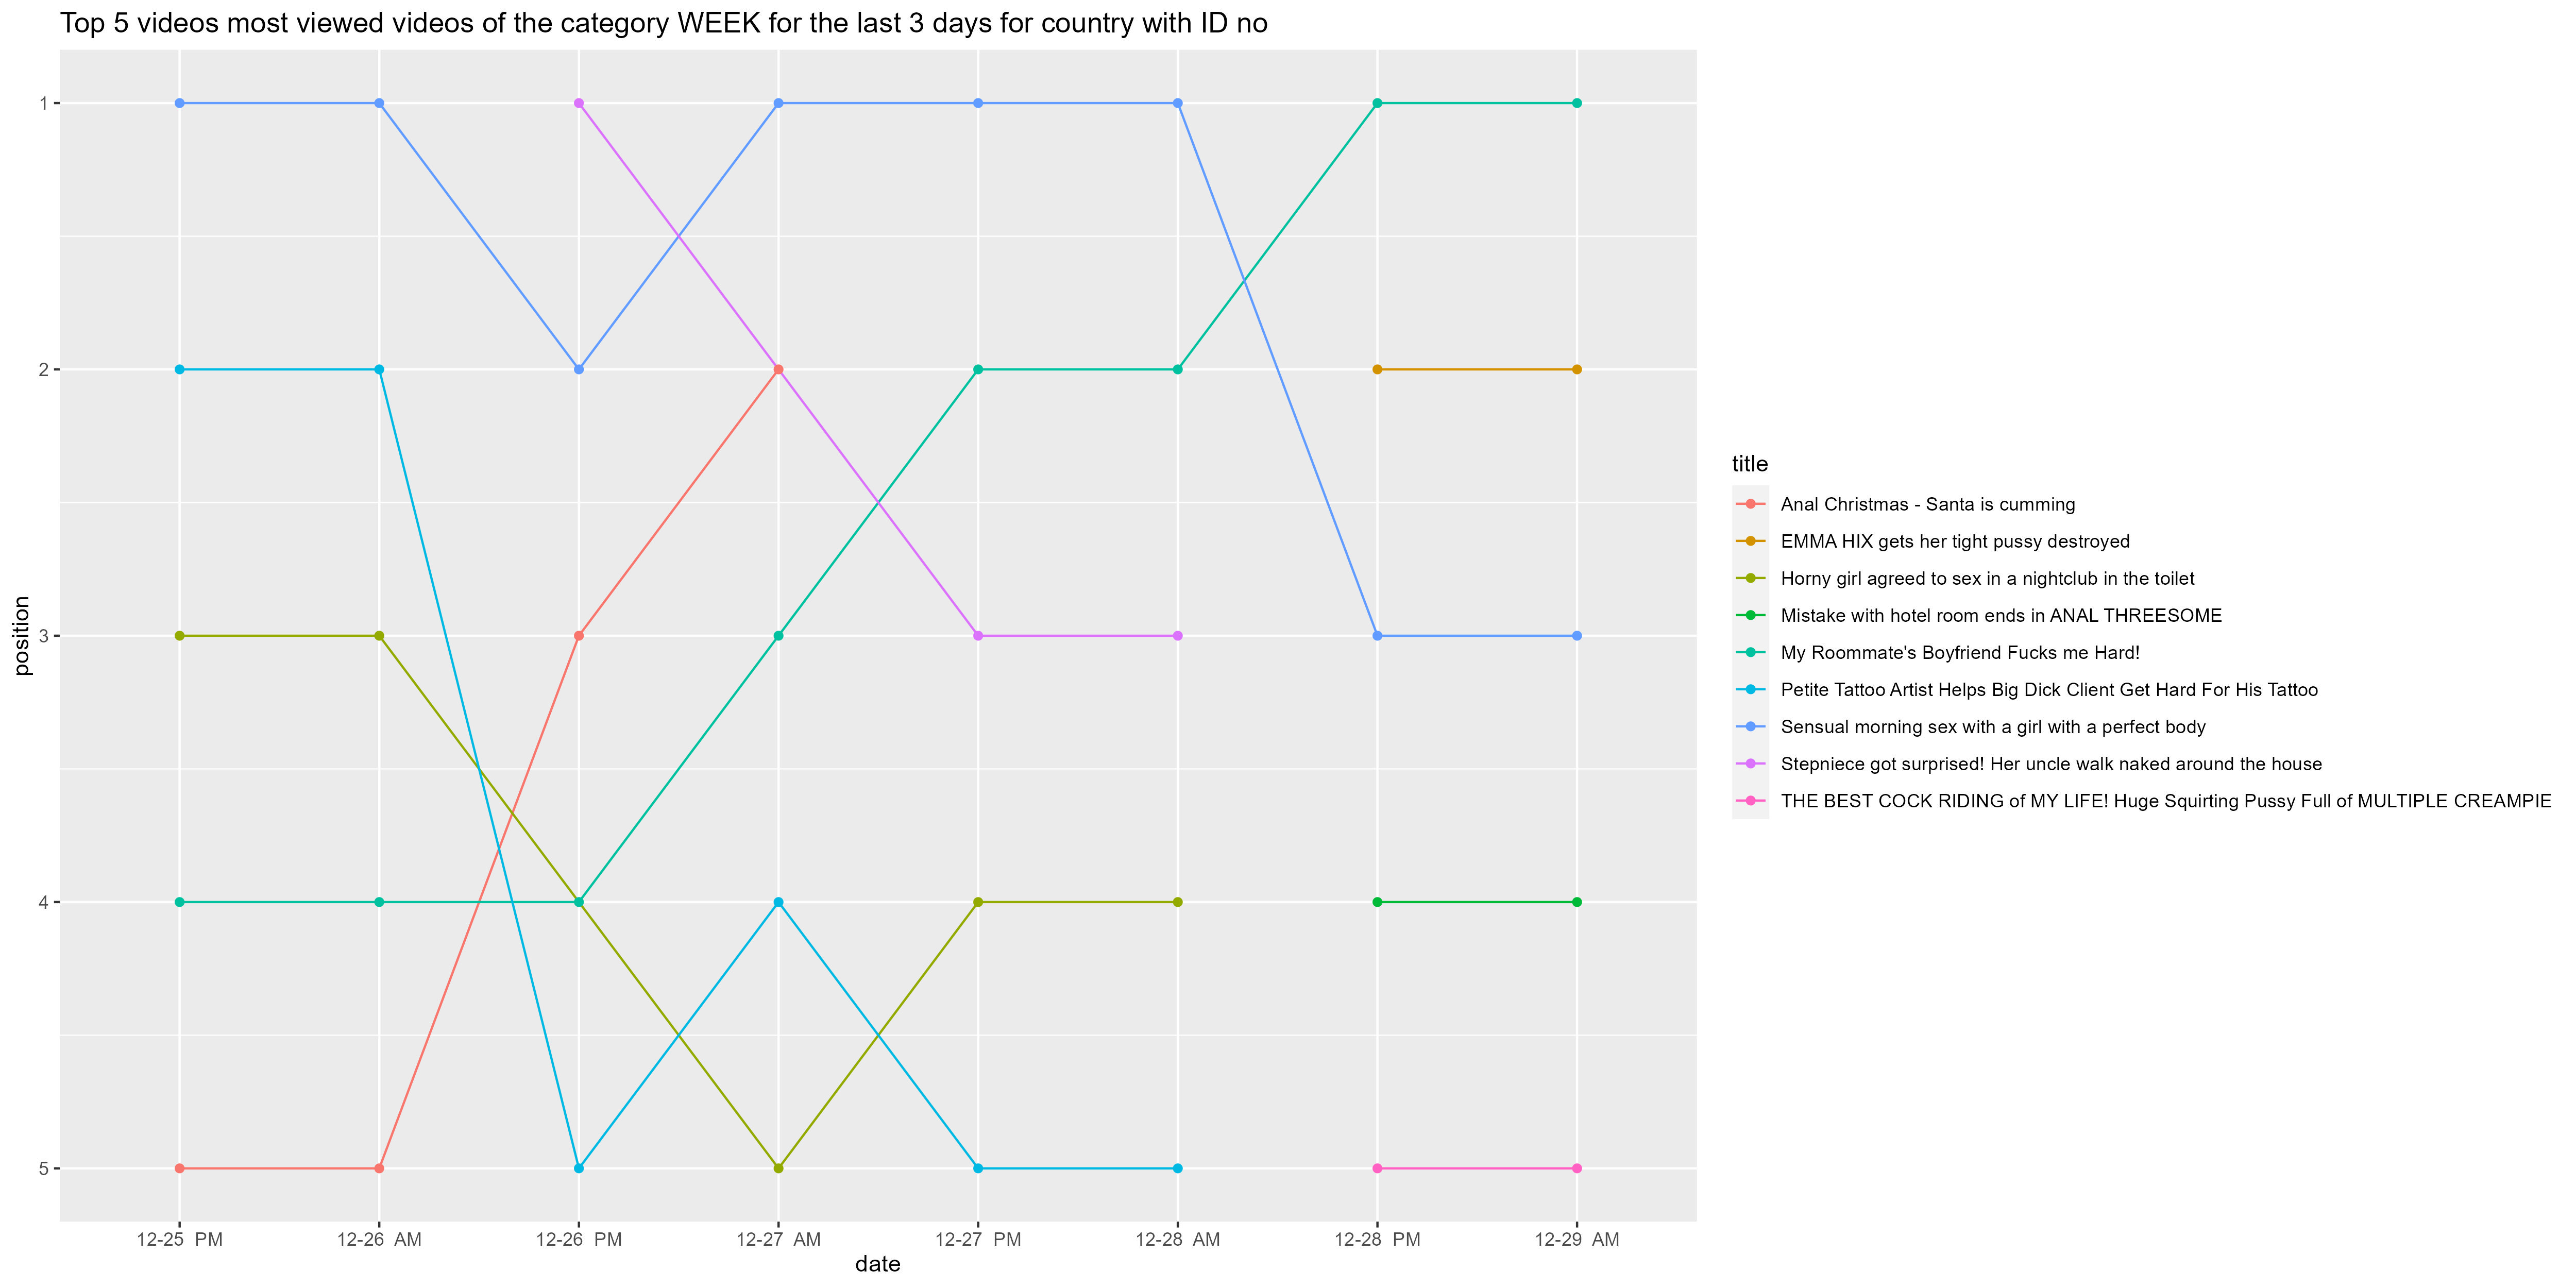 Top 5 videos most viewed videos of the category WEEK for the last 3 days for country with ID no
position
1
2
3
4
5
12-25 PM
12-26 AM
12-26 PM
12-27 AM
12-27 PM
12-28 AM
12-28 PM
12-29 AM
date
title
Anal Christmas - Santa is cumming
EMMA HIX gets her tight pussy destroyed
Horny girl agreed to sex in a nightclub in the toilet
Mistake with hotel room ends in ANAL THREESOME
My Roommate's Boyfriend Fucks me Hard!
Petite Tattoo Artist Helps Big Dick Client Get Hard For His Tattoo
Sensual morning sex with a girl with a perfect body
Stepniece got surprised! Her uncle walk naked around the house
THE BEST COCK RIDING of MY LIFE! Huge Squirting Pussy Full of MULTIPLE CREAMPIE